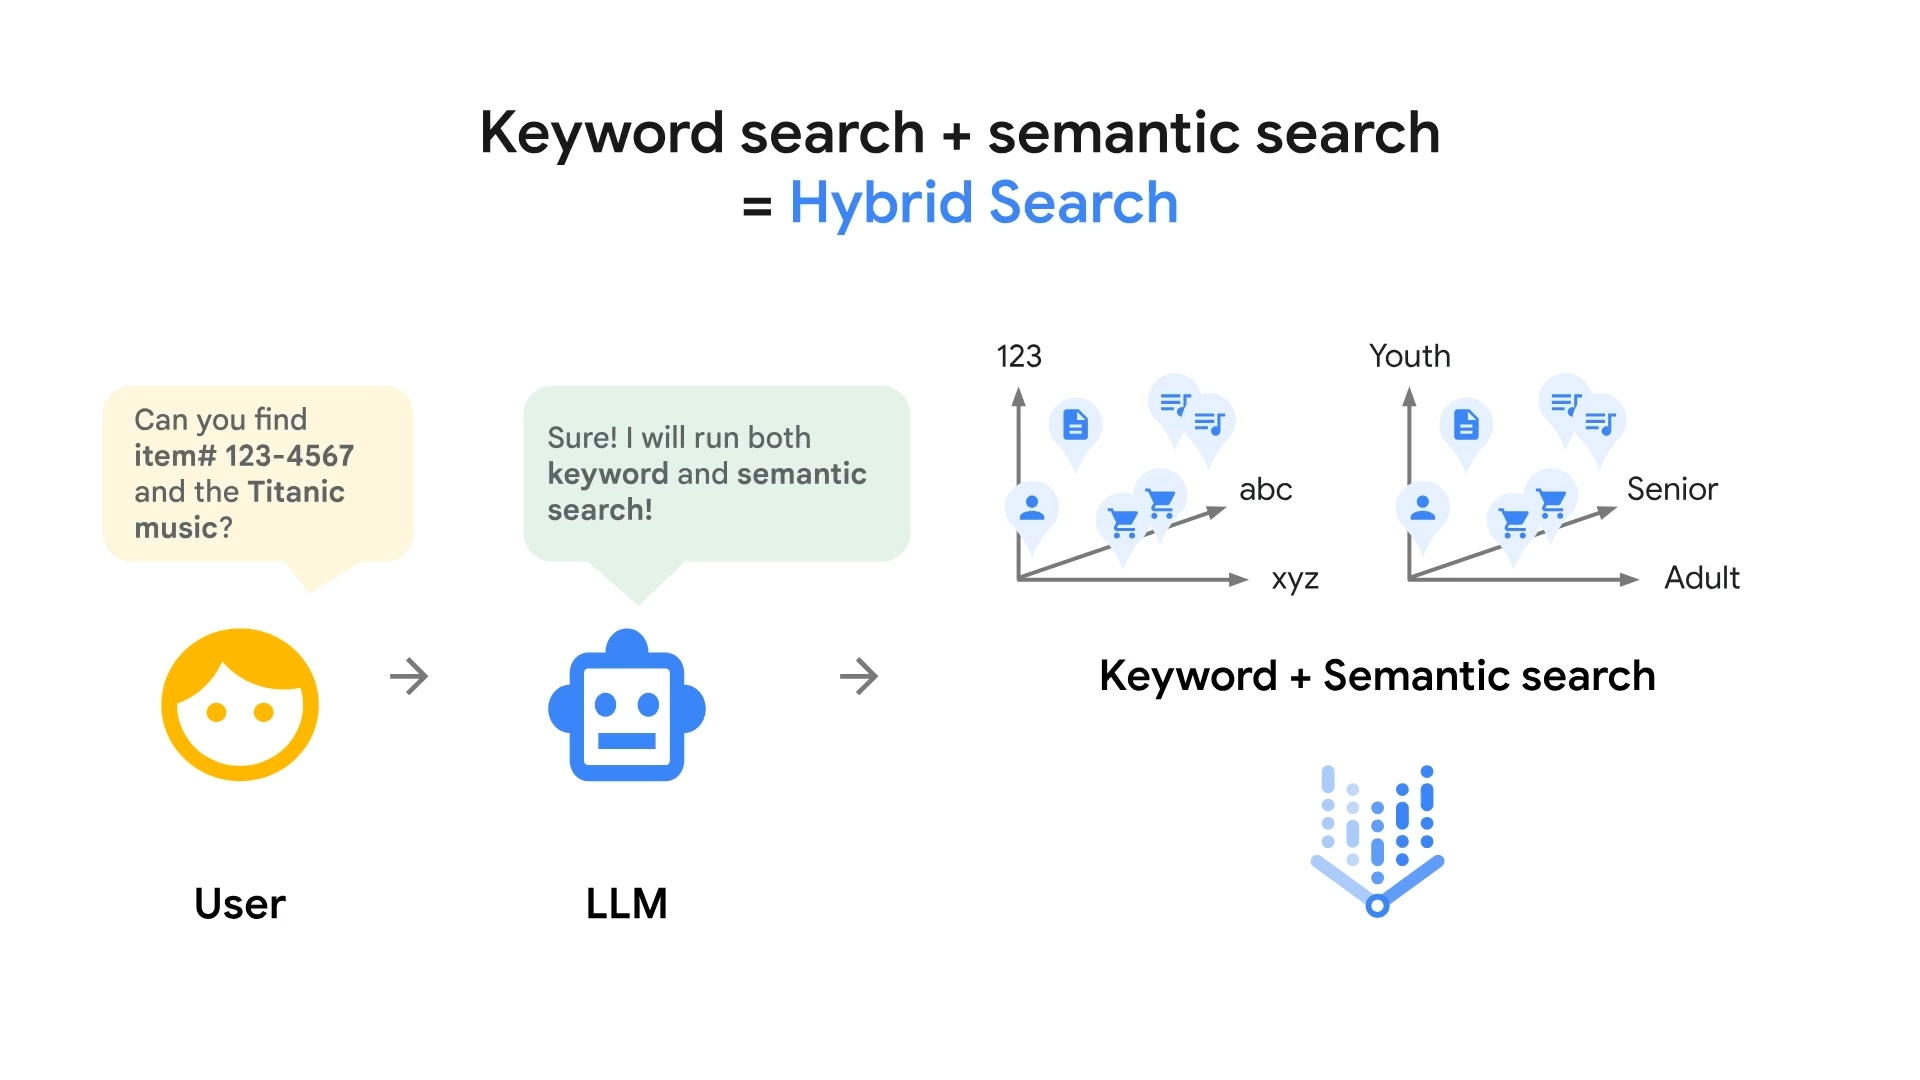 Keyword search + semantic search
= Hybrid Search
Can you find
item# 123-4567
and the Titanic
music?
Sure! I will run both
keyword and semantic
search!
123
abc
xyz
Youth
Senior
Adult
Keyword + Semantic search
User
LLM